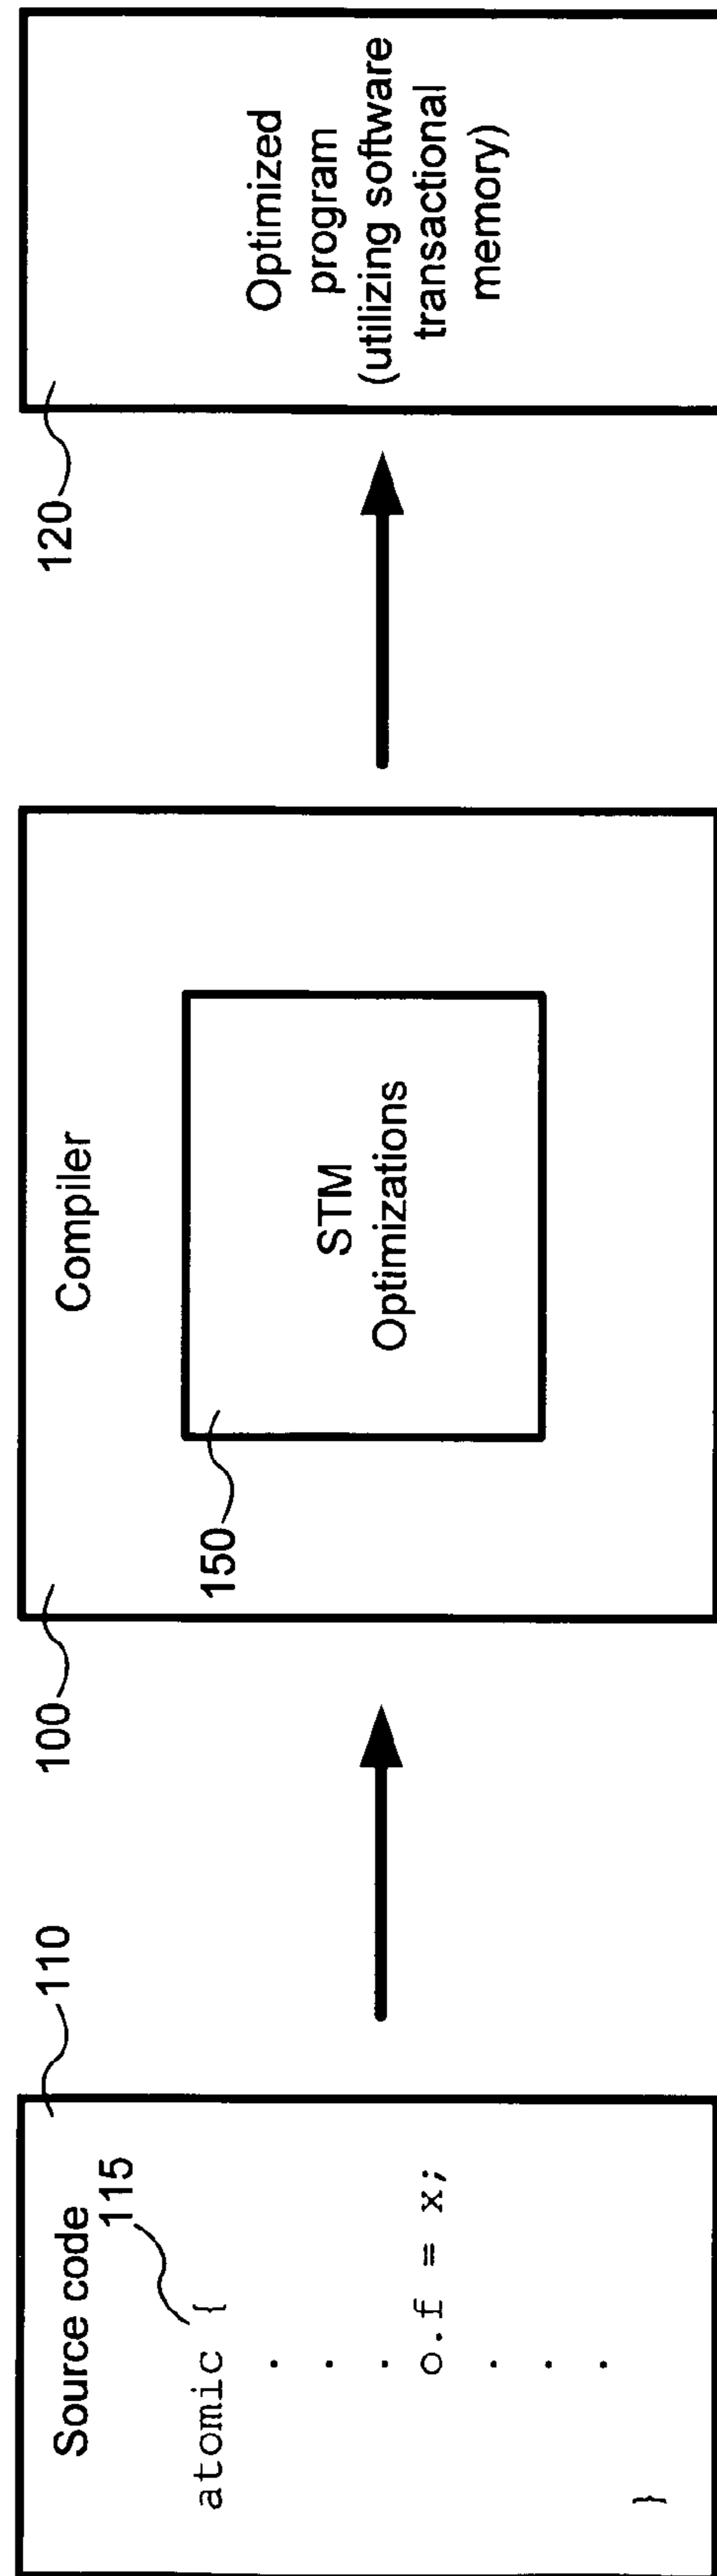 110
Source code
115
atomic {
.
.
.
o.f = x;
.
.
.
}
100
Compiler
150
STM
Optimizations
120
Optimized
program
(utilizing software
transactional
memory)